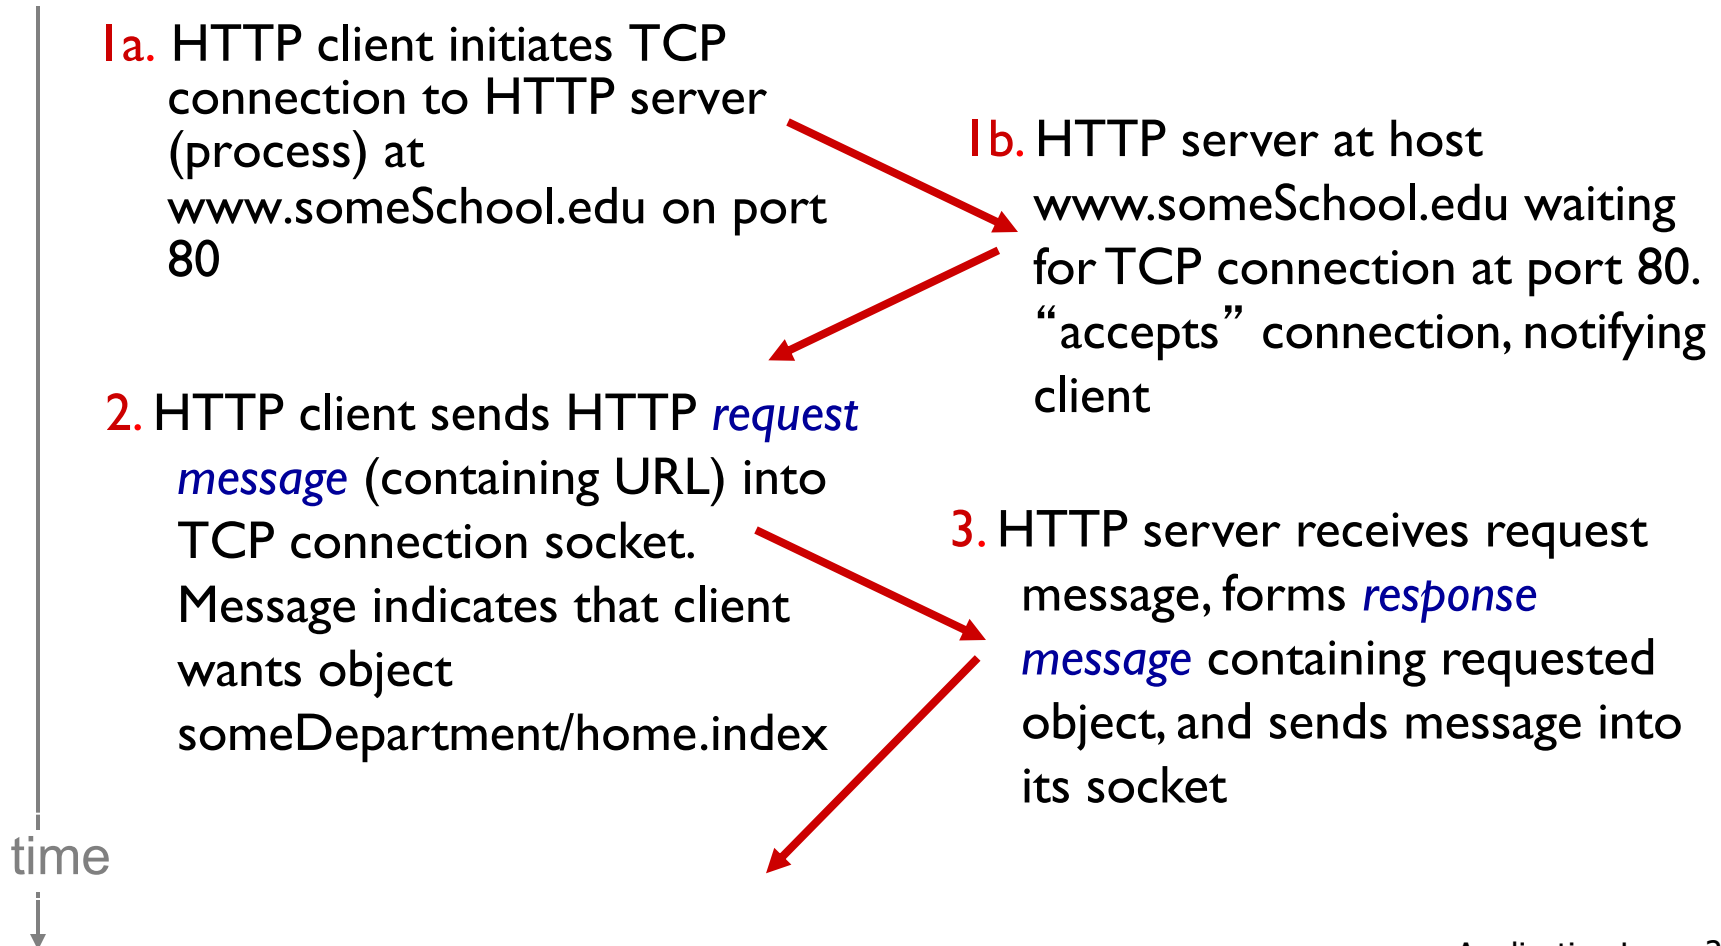 1a. HTTP client initiates TCP
connection to HTTP server
(process) at
www.someSchool.edu on port
80
1b. HTTP server at host
www.someSchool.edu waiting
for TCP connection at port 80.
“accepts” connection, notifying
client
2. HTTP client sends HTTP request
message (containing URL) into
TCP connection socket.
Message indicates that client
wants object
someDepartment/home.index
3. HTTP server receives request
message, forms response
message containing requested
object, and sends message into
its socket
time